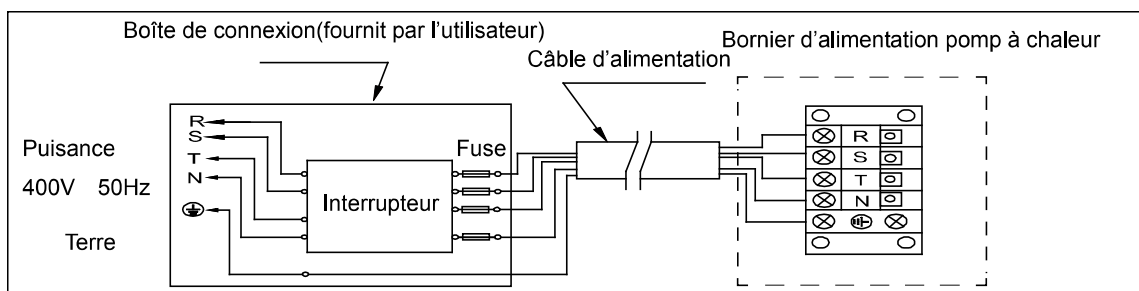 Boîte de connexion(fournit par l'utilisateur)
Bornier d'alimentation pomp à chaleur
Câble d'alimentation
R
S
T
N
Puisance
400V 50Hz
Terre
Interrupteur
Fuse
R
S
T
N